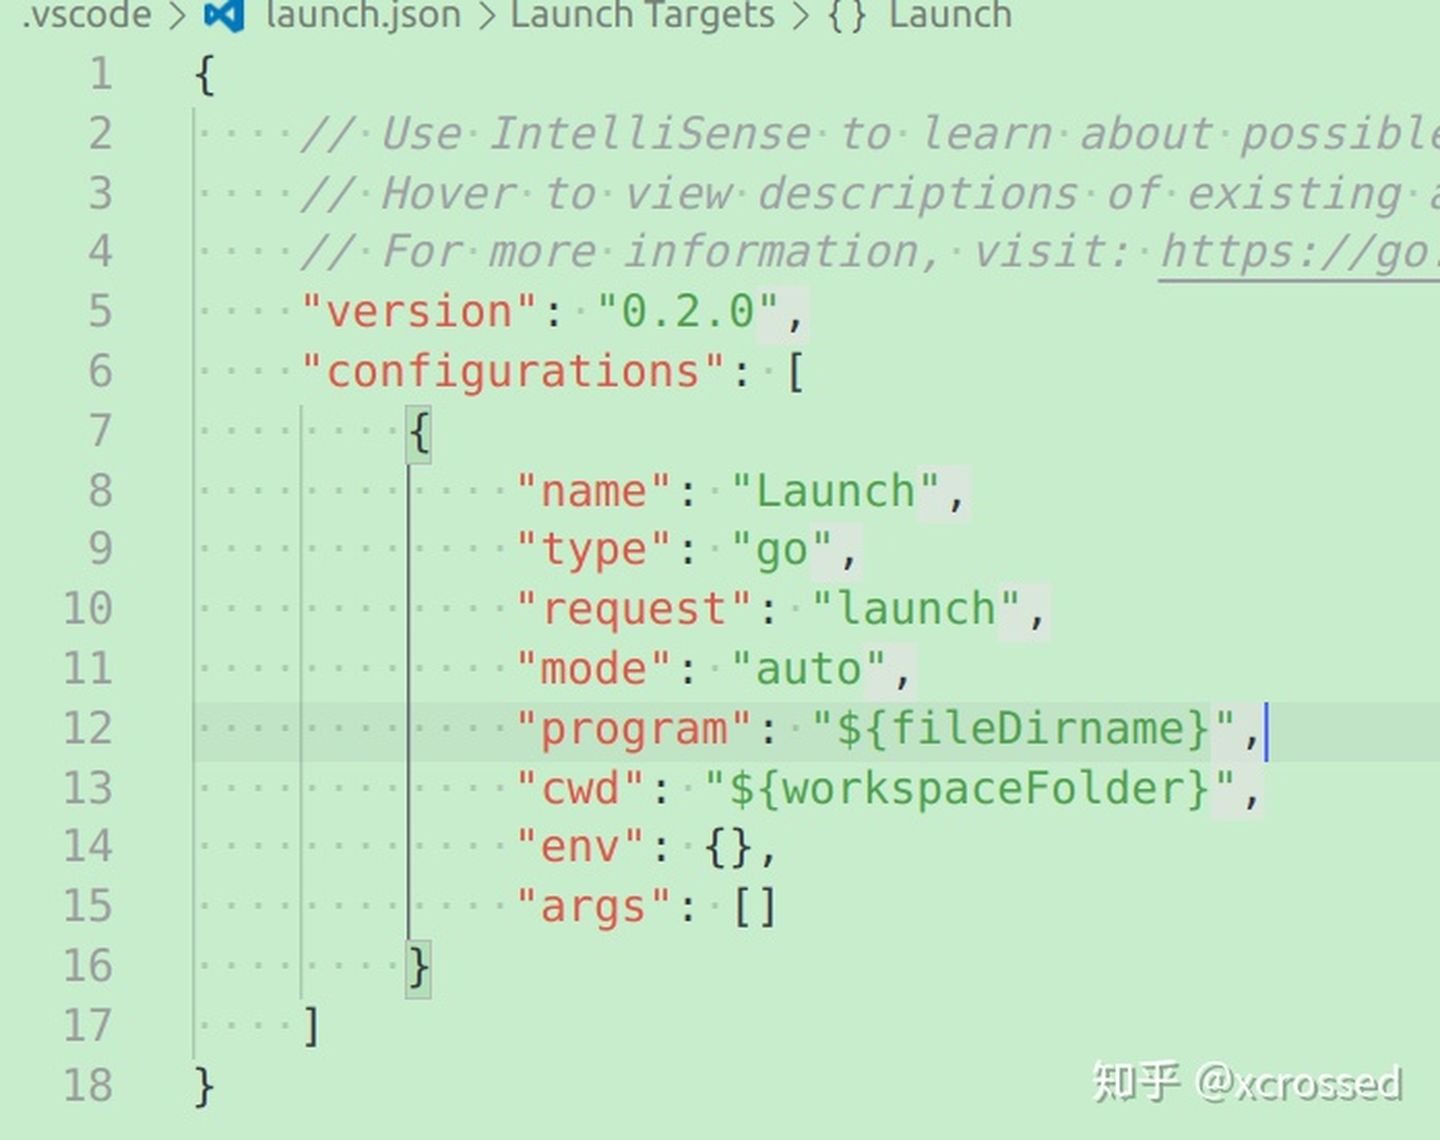 .vscode > launch.json > Launch Targets > {} Launch
1 {
2 // Use IntelliSense to learn about possible
3 // Hover to view descriptions of existing a
4 // For more information, visit: https://go.
5 "version": "0.2.0",
6 "configurations": [
7 {
8 "name": "Launch",
9 "type": "go",
10 "request": "launch",
11 "mode": "auto",
12 "program": "${fileDirname}",
13 "cwd": "${workspaceFolder}",
14 "env": {},
15 "args": []
16 }
17 ]
18 }
知乎 @xcrossed